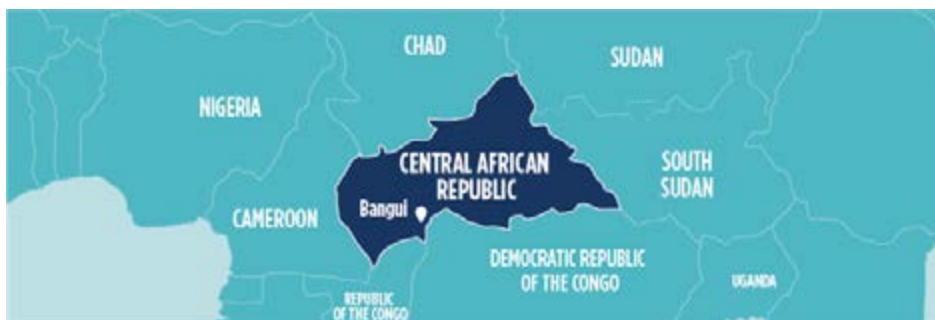 CHAD
SUDAN
NIGERIA
CENTRAL AFRICAN
REPUBLIC
SOUTH
SUDAN
Bangui
CAMEROON
DEMOCRATIC REPUBLIC
OF THE CONGO
UGANDA
REPUBLIC
OF THE CONGO